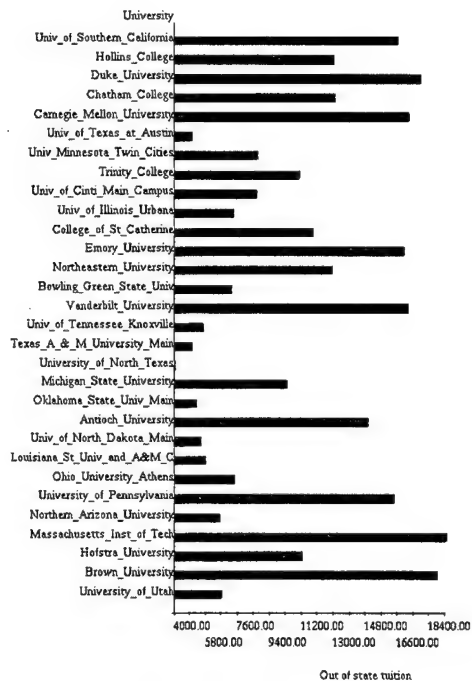 University
Univ_of_Southern_California
Hollins_College
Duke_University
Chatham_College
Carnegie_Mellon_University
Univ_of_Texas_at_Austin
Univ_Minnesota_Twin_Cities
Trinity_College
Univ_of_Cinti_Main_Campus
Univ_of_Illinois_Urbana
College_of_St_Catherine
Emory_University
Northeastern_University
Bowling_Green_State_Univ
Vanderbilt_University
Univ_of_Tennessee_Knoxville
Texas_A_&_M_University_Main
University_of_North_Texas
Michigan_State_University
Oklahoma_State_Univ_Main
Antioch_University
Univ_of_North_Dakota_Main
Louisiana_St_Univ_and_A&M_C
Ohio_University_Athens
University_of_Pennsylvania
Northern_Arizona_University
Massachusetts_Inst_of_Tech
Hofstra_University
Brown_University
University_of_Utah
4000.00 7600.00 11200.00 14800.00 18400.00
5800.00 9400.00 13000.00 16600.00
Out of state tuition